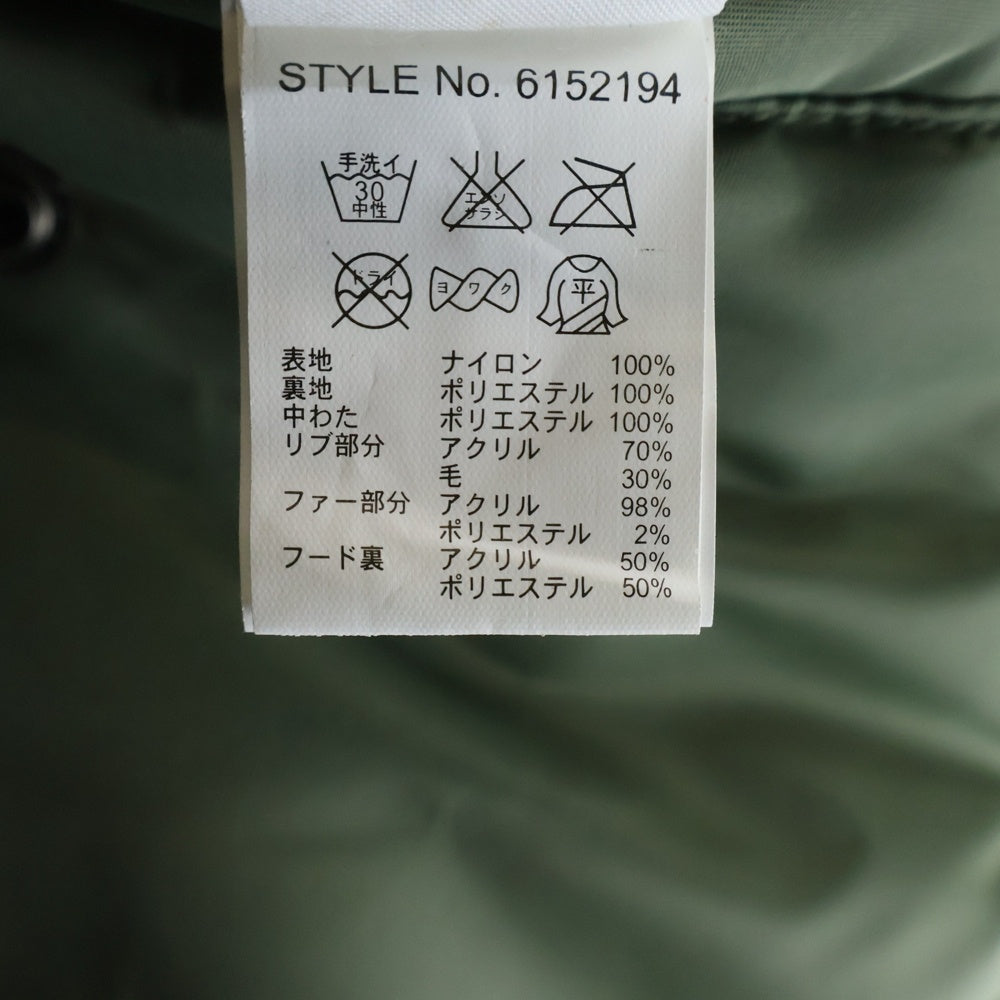 STYLE No. 6152194
手洗イ 30 中性
エンソ サラシ
ドライ ヨワク 平
表地 ナイロン 100%
裏地 ポリエステル 100%
中わた ポリエステル 100%
リブ部分 アクリル 70%
毛 30%
ファー部分 アクリル 98%
ポリエステル 2%
フード裏 アクリル 50%
ポリエステル 50%